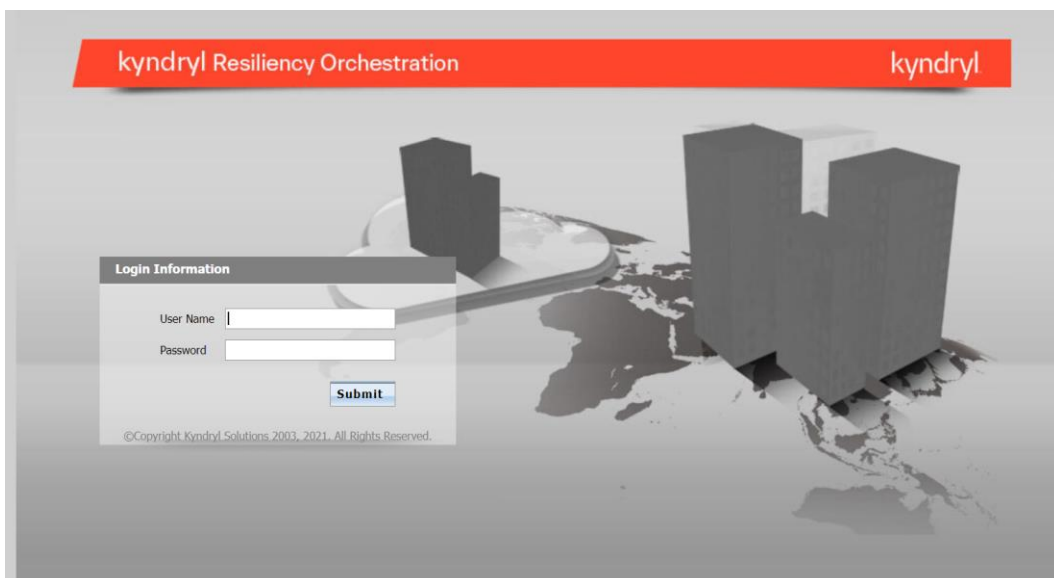 kyndryl Resiliency Orchestration
kyndryl
Login Information
User Name
Password
Submit
©Copyright Kyndryl Solutions 2003, 2021. All Rights Reserved.